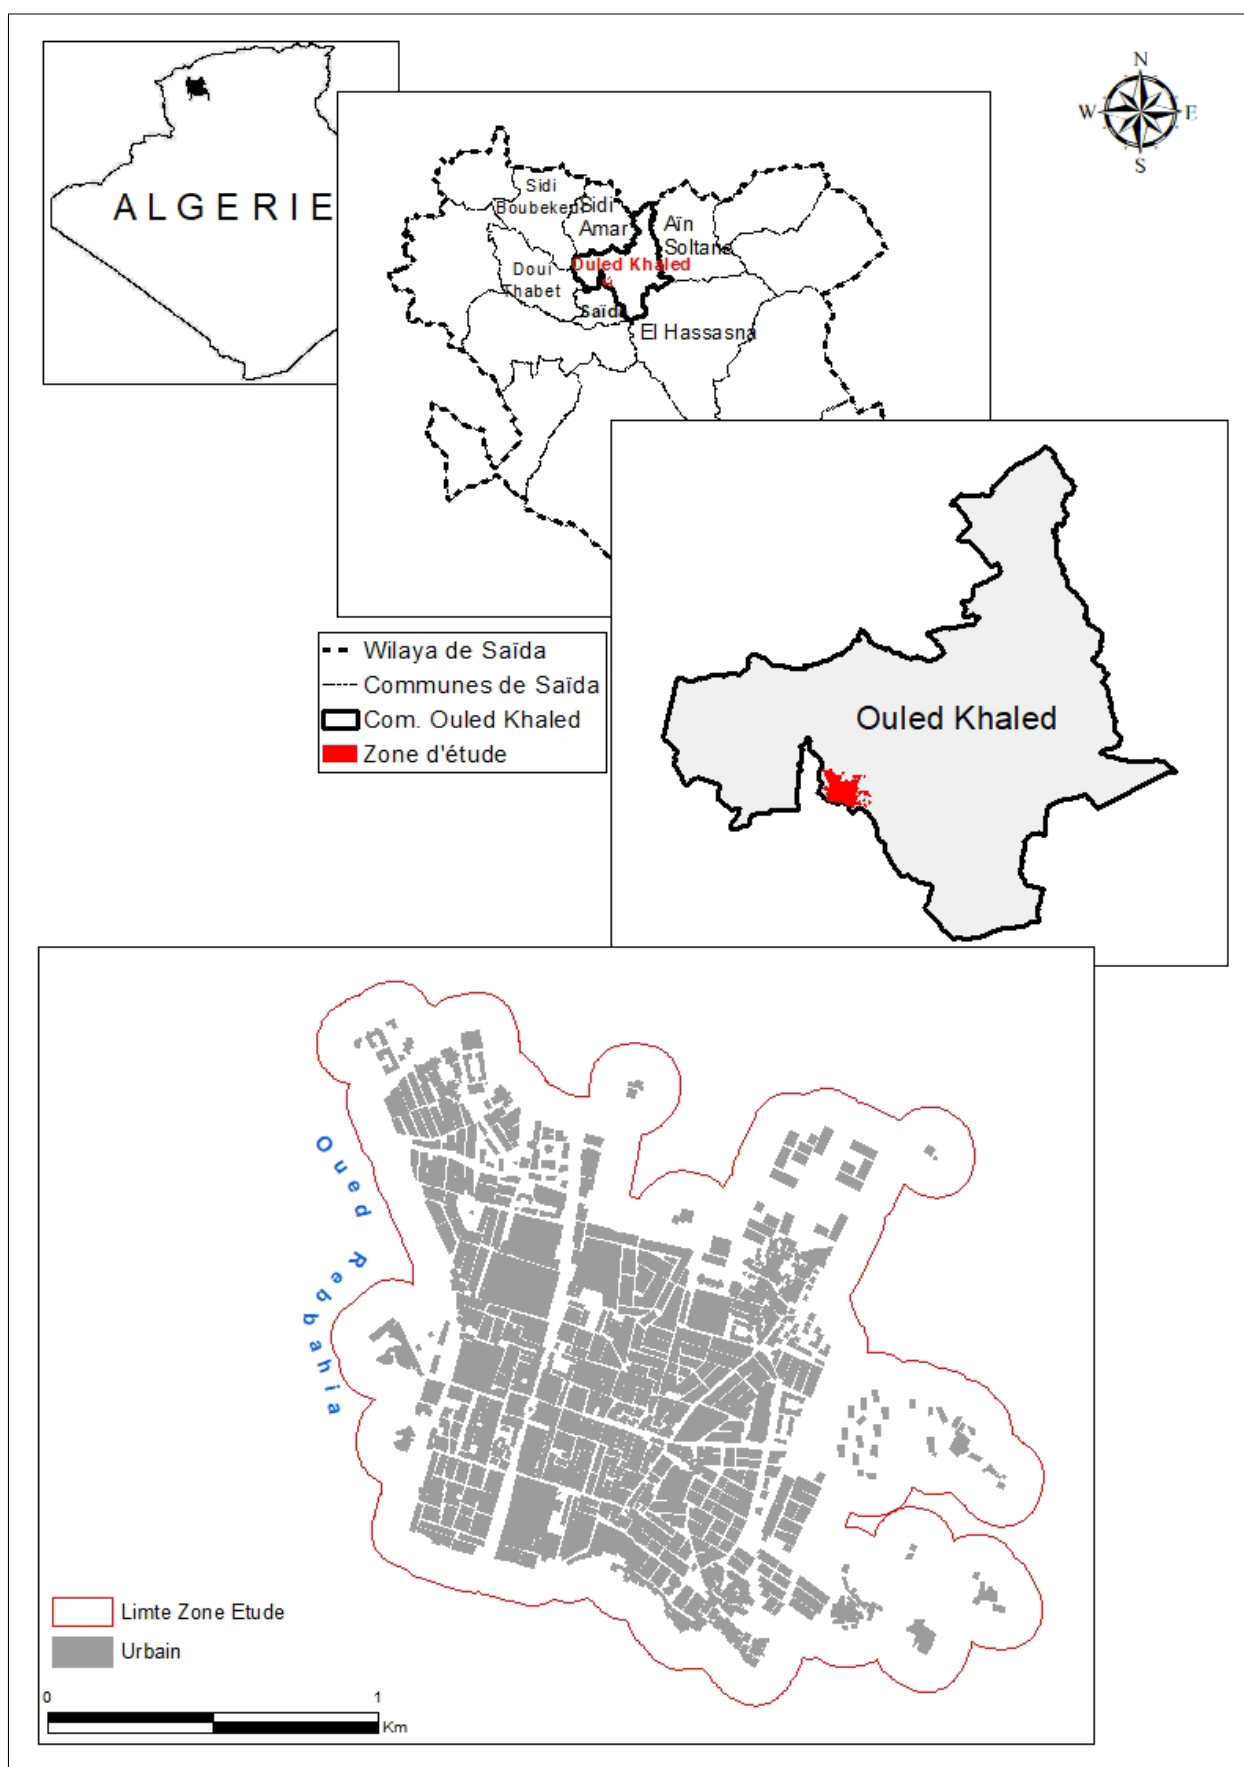 N
W E
S
ALGERIE
Sidi
Boubekeur
Sidi
Amar
Aïn
Soltane
Ouled Khaled
Doui
Thabet
Saïda
El Hassasna
Wilaya de Saïda
Communes de Saïda
Com. Ouled Khaled
Zone d'étude
Ouled Khaled
Oued Rebbahia
Limte Zone Etude
Urbain
0 1
Km